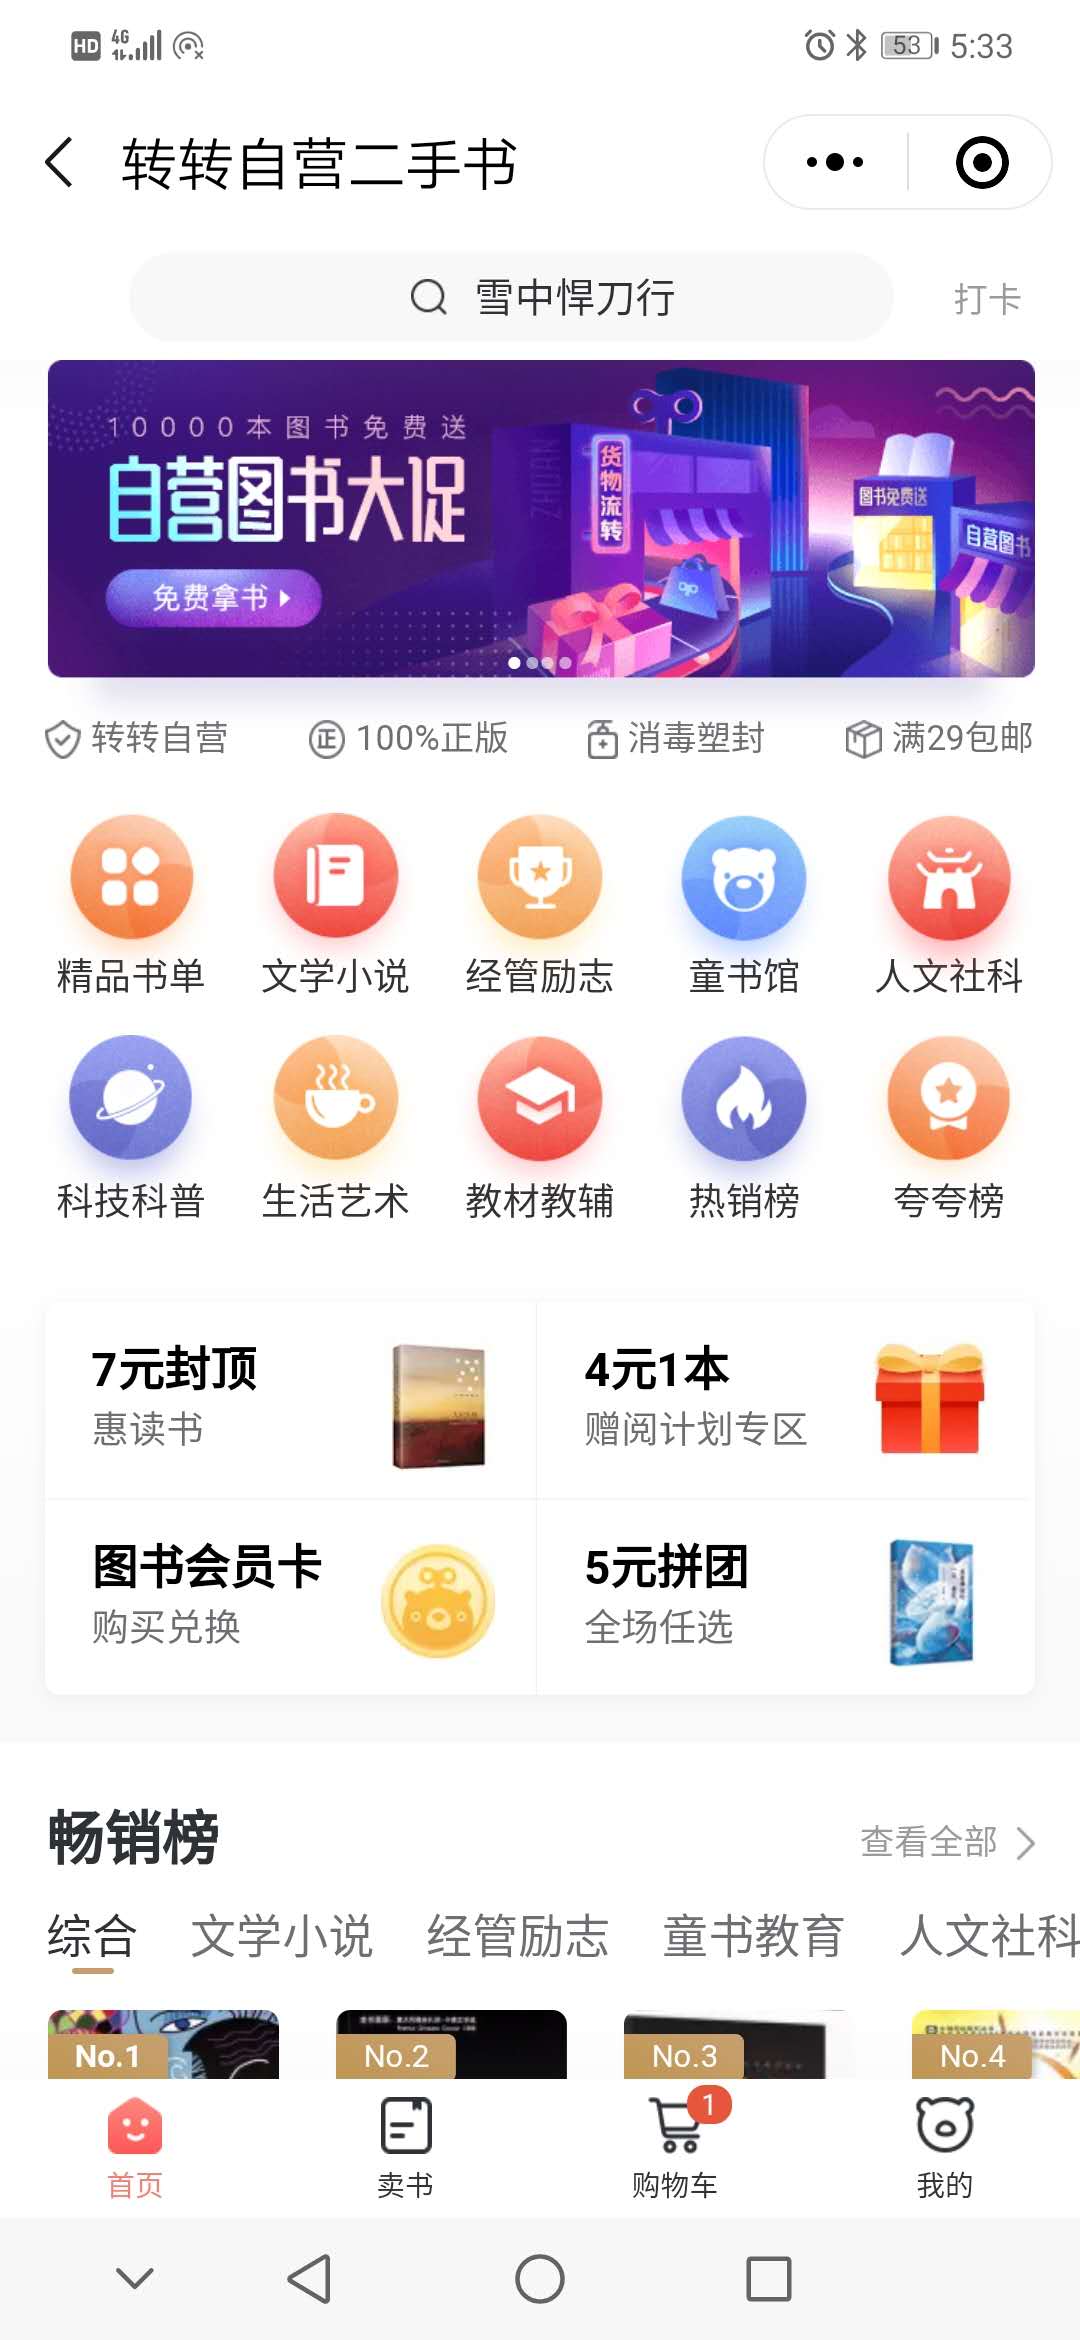 HD 4G 53 5:33
转转自营二手书
雪中悍刀行 打卡
10000本图书免费送
自营图书大促
免费拿书
ZHUAN
货物流转
图书免费送
自营图书
转转自营 正 100%正版 消毒塑封 满29包邮
精品书单 文学小说 经管励志 童书馆 人文社科
科技科普 生活艺术 教材教辅 热销榜 夸夸榜
7元封顶 4元1本
惠读书 赠阅计划专区
图书会员卡 5元拼团
购买兑换 全场任选
畅销榜 查看全部
综合 文学小说 经管励志 童书教育 人文社科
No.1 No.2 No.3 No.4
1
首页 卖书 购物车 我的